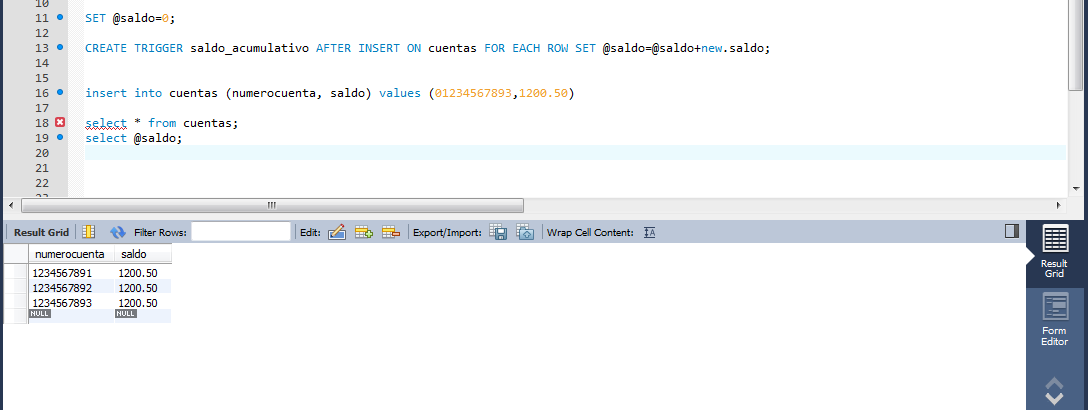 10
11 SET @saldo=0;
12
13 CREATE TRIGGER saldo_acumulativo AFTER INSERT ON cuentas FOR EACH ROW SET @saldo=@saldo+new.saldo;
14
15
16 insert into cuentas (numerocuenta, saldo) values (01234567893,1200.50)
17
18 select * from cuentas;
19 select @saldo;
20
21
22
23
Result Grid Filter Rows: Edit: Export/Import: Wrap Cell Content: IA
numerocuenta saldo
1234567891 1200.50
1234567892 1200.50
1234567893 1200.50
NULL NULL
Result
Grid
Form
Editor